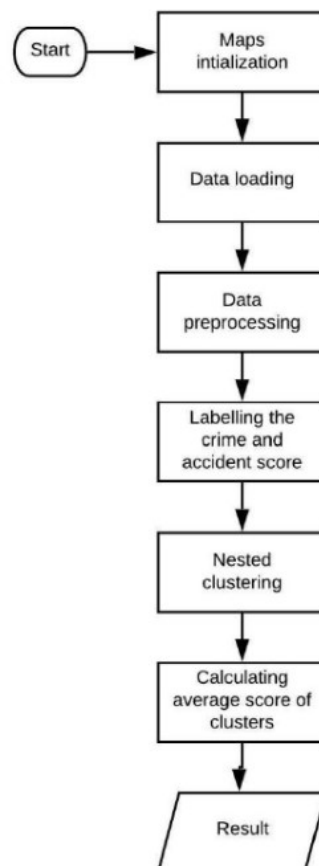 Start
Maps
intialization
Data loading
Data
preprocessing
Labelling the
crime and
accident score
Nested
clustering
Calculating
average score of
clusters
Result